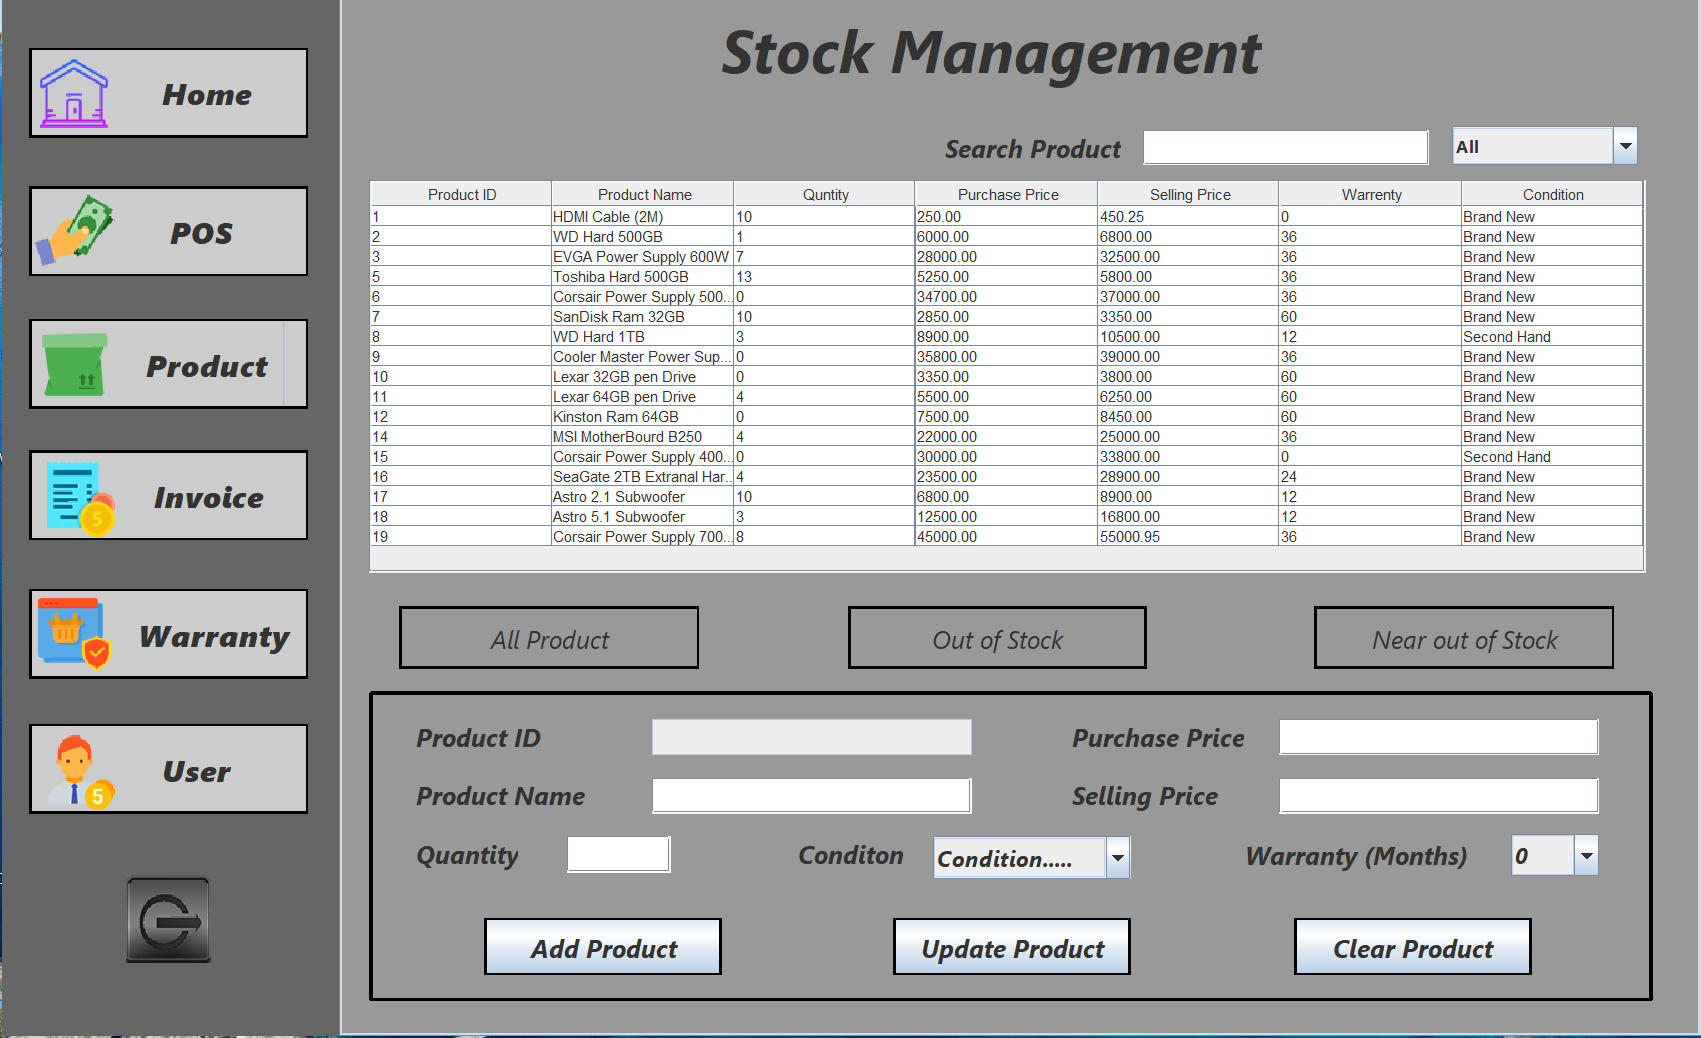 Home
POS
Product
Invoice
5
Warranty
User
5
Stock Management
Search Product All
Product ID Product Name Quntity Purchase Price Selling Price Warrenty Condition
1 HDMI Cable (2M) 10 250.00 450.25 0 Brand New
2 WD Hard 500GB 1 6000.00 6800.00 36 Brand New
3 EVGA Power Supply 600W 7 28000.00 32500.00 36 Brand New
5 Toshiba Hard 500GB 13 5250.00 5800.00 36 Brand New
6 Corsair Power Supply 500... 0 34700.00 37000.00 36 Brand New
7 SanDisk Ram 32GB 10 2850.00 3350.00 60 Brand New
8 WD Hard 1TB 3 8900.00 10500.00 12 Second Hand
9 Cooler Master Power Sup... 0 35800.00 39000.00 36 Brand New
10 Lexar 32GB pen Drive 0 3350.00 3800.00 60 Brand New
11 Lexar 64GB pen Drive 4 5500.00 6250.00 60 Brand New
12 Kinston Ram 64GB 0 7500.00 8450.00 60 Brand New
14 MSI MotherBourd B250 4 22000.00 25000.00 36 Brand New
15 Corsair Power Supply 400... 0 30000.00 33800.00 0 Second Hand
16 SeaGate 2TB Extranal Har... 4 23500.00 28900.00 24 Brand New
17 Astro 2.1 Subwoofer 10 6800.00 8900.00 12 Brand New
18 Astro 5.1 Subwoofer 3 12500.00 16800.00 12 Brand New
19 Corsair Power Supply 700... 8 45000.00 55000.95 36 Brand New
All Product Out of Stock Near out of Stock
Product ID Purchase Price
Product Name Selling Price
Quantity Conditon Condition..... Warranty (Months) 0
Add Product Update Product Clear Product